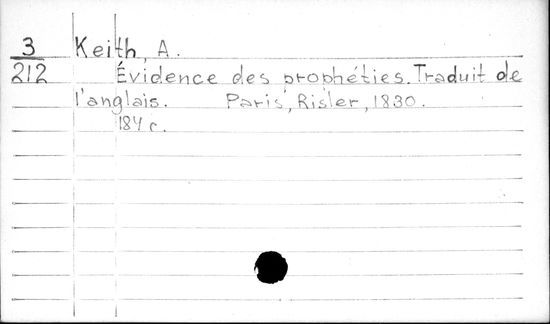 3 Keith, A.
212 Évidence des prophéties. Traduit de
l'anglais. Paris, Risler, 1830.
184 c.